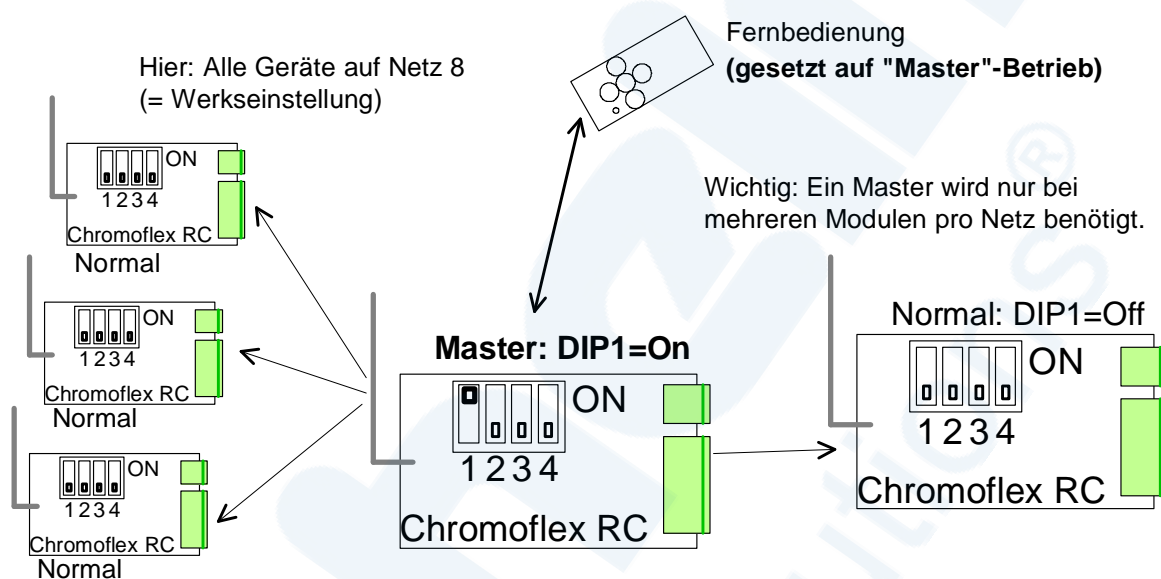 Fernbedienung
(gesetzt auf "Master"-Betrieb)
Hier: Alle Geräte auf Netz 8
(= Werkseinstellung)
ON
1234
Chromoflex RC
Normal
ON
1234
Chromoflex RC
Normal
ON
1234
Chromoflex RC
Normal
Wichtig: Ein Master wird nur bei
mehreren Modulen pro Netz benötigt.
Master: DIP1=On
ON
1234
Chromoflex RC
Normal: DIP1=Off
ON
1234
Chromoflex RC